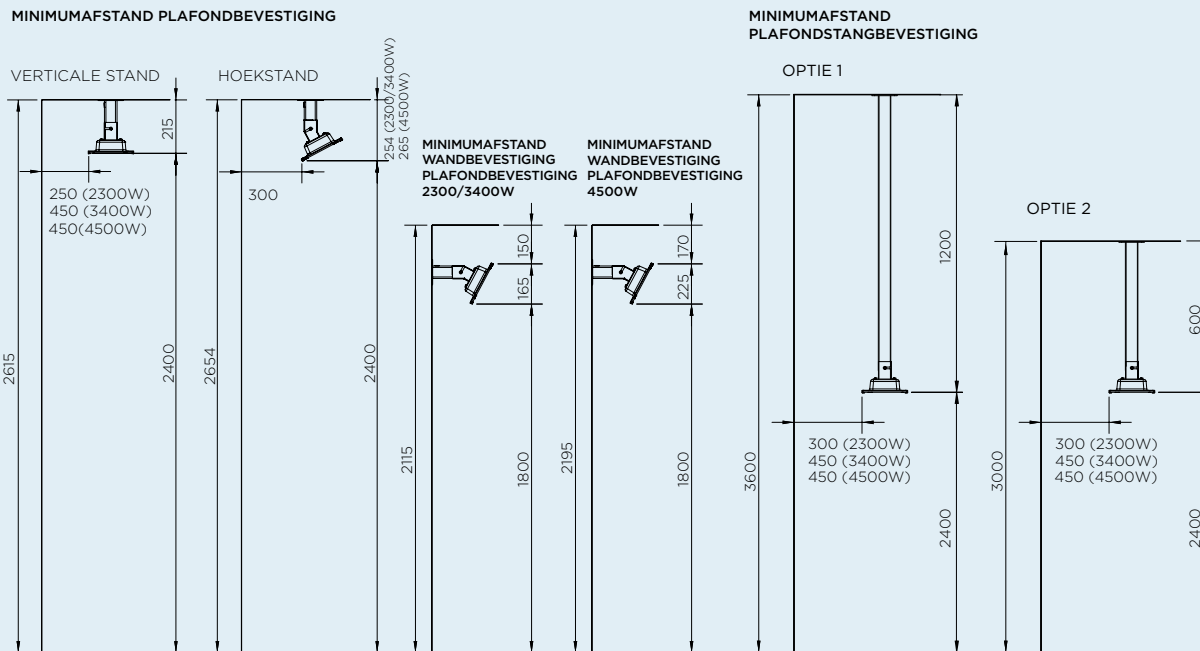 MINIMUMAFSTAND PLAFONDBEVESTIGING
VERTICALE STAND
215
250 (2300W)
450 (3400W)
450(4500W)
2615
2400
HOEKSTAND
254 (2300/3400W)
265 (4500W)
300
2654
2400
MINIMUMAFSTAND
WANDBEVESTIGING
PLAFONDBEVESTIGING
2300/3400W
150
165
2115
1800
MINIMUMAFSTAND
WANDBEVESTIGING
PLAFONDBEVESTIGING
4500W
170
225
2195
1800
MINIMUMAFSTAND
PLAFONDSTANGBEVESTIGING
OPTIE 1
1200
300 (2300W)
450 (3400W)
450 (4500W)
3600
2400
OPTIE 2
600
300 (2300W)
450 (3400W)
450 (4500W)
3000
2400